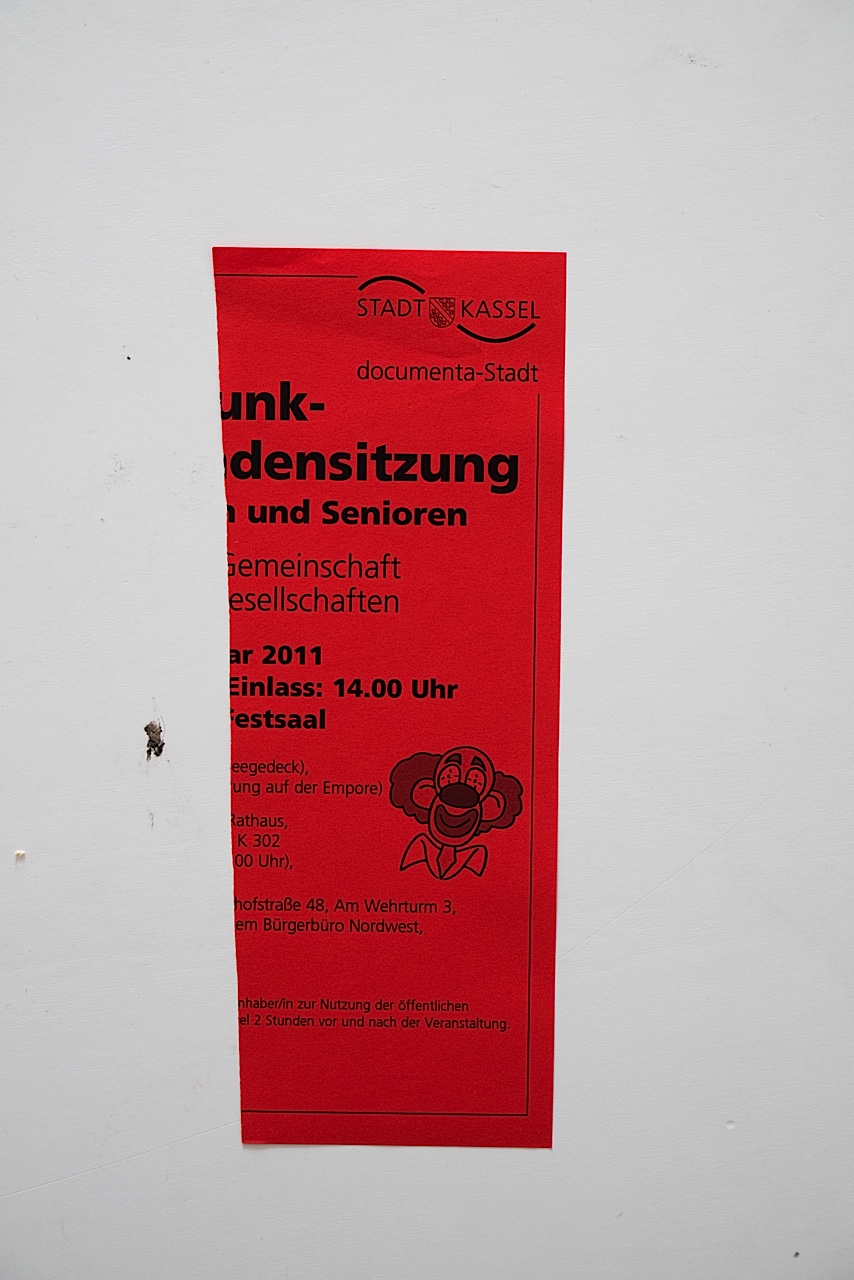 STADT KASSEL
documenta-Stadt
unk-
densitzung
n und Senioren
Gemeinschaft
esellschaften
ar 2011
Einlass: 14.00 Uhr
Festsaal
eegedeck),
ung auf der Empore)
Rathaus,
K 302
00 Uhr),
hofstraße 48, Am Wehrturm 3,
em Bürgerbüro Nordwest,
nhaber/in zur Nutzung der öffentlichen
el 2 Stunden vor und nach der Veranstaltung.